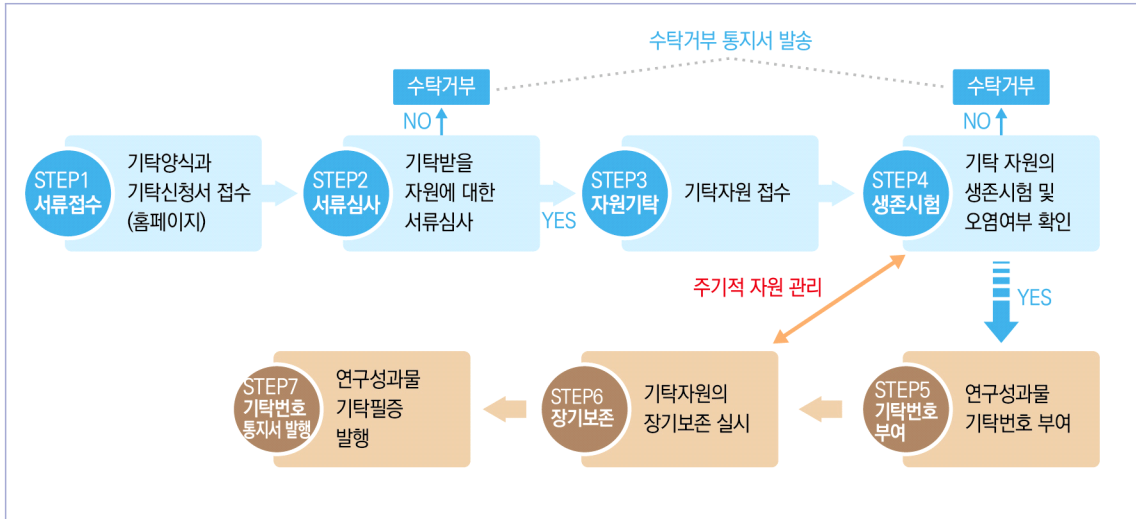 수탁거부 통지서 발송
수탁거부
수탁거부
NO
NO
STEP1
서류접수
기탁양식과
기탁신청서 접수
(홈페이지)
STEP2
서류심사
기탁받을
자원에 대한
서류심사
YES
STEP3
자원기탁
기탁자원 접수
STEP4
생존시험
기탁 자원의
생존시험 및
오염여부 확인
주기적 자원 관리
YES
STEP7
기탁번호
통지서 발행
연구성과물
기탁필증
발행
STEP6
장기보존
기탁자원의
장기보존 실시
STEP5
기탁번호
부여
연구성과물
기탁번호 부여